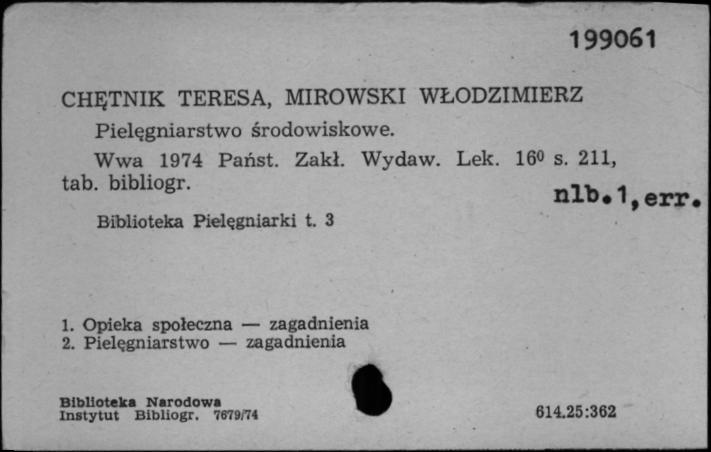 199061
CHĘTNIK TERESA, MIROWSKI WŁODZIMIERZ
Pielęgniarstwo środowiskowe.
Wwa 1974 Państ. Zakł. Wydaw. Lek. 16⁰ s. 211,
tab. bibliogr.
nlb.1,err.
Biblioteka Pielęgniarki t. 3
1. Opieka społeczna — zagadnienia
2. Pielęgniarstwo — zagadnienia
Biblioteka Narodowa
Instytut Bibliogr. 7679/74
614.25:362